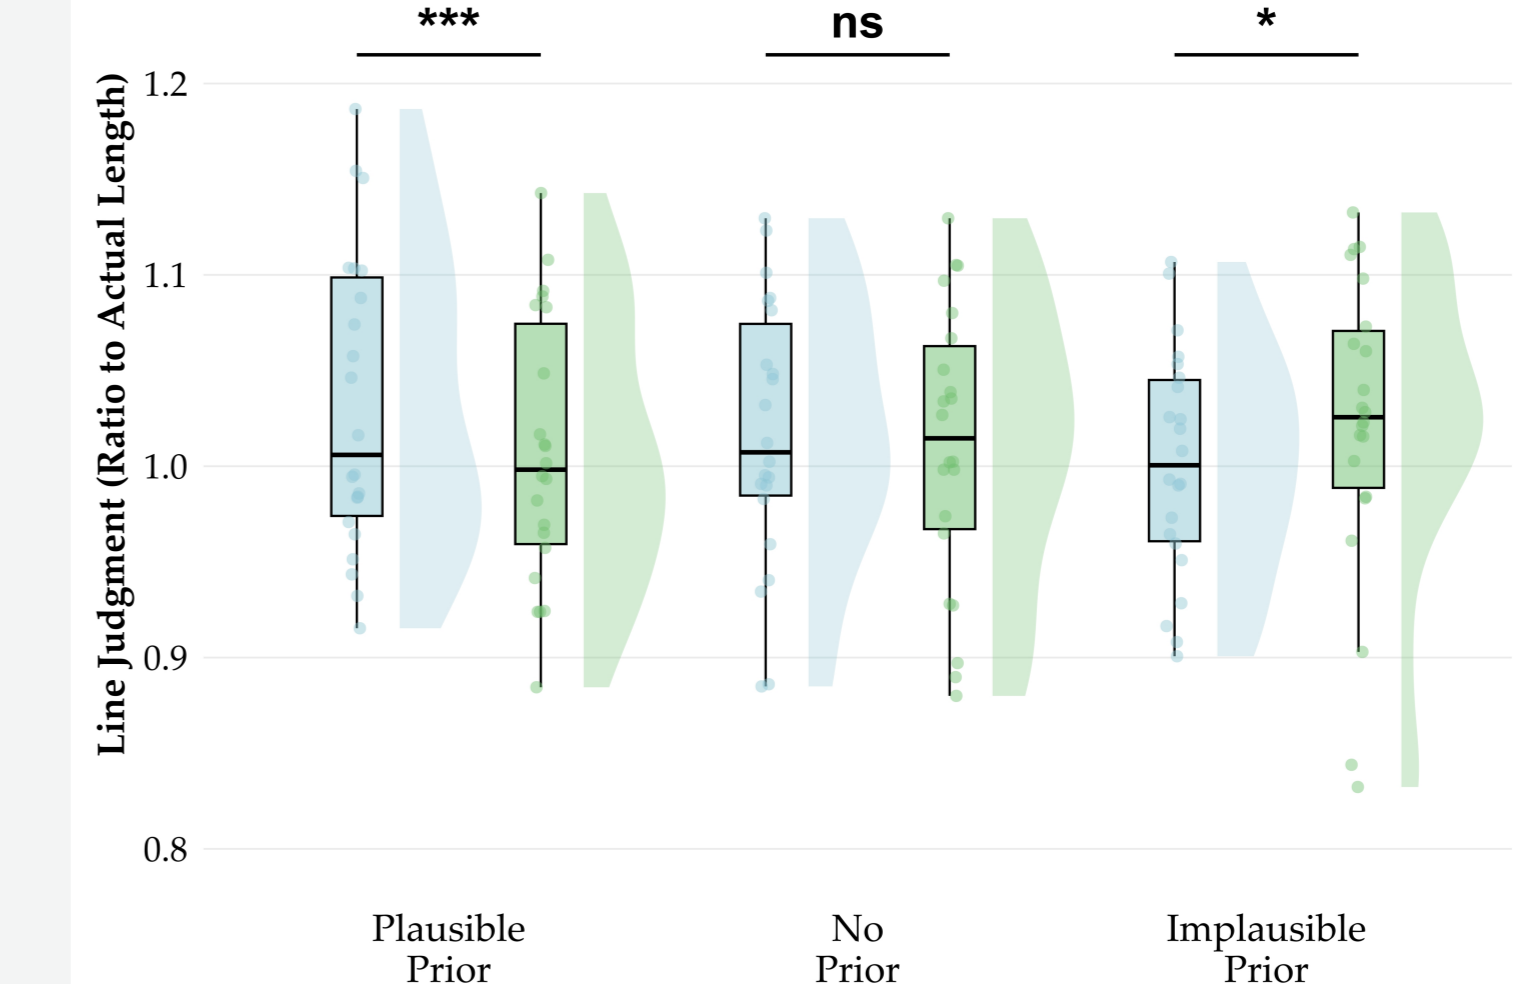 *** ns *
Line Judgment (Ratio to Actual Length)
1.2
1.1
1.0
0.9
0.8
Plausible
Prior
No
Prior
Implausible
Prior